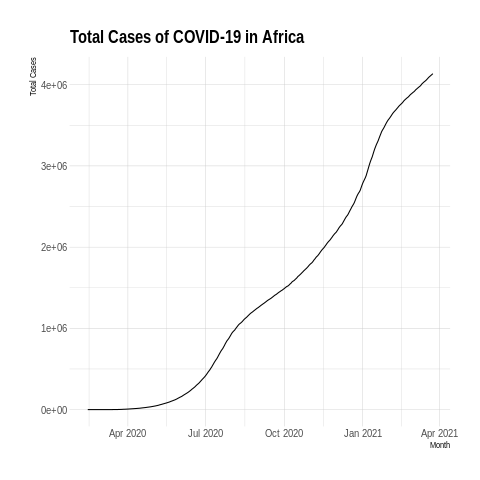 Total Cases of COVID-19 in Africa
Total Cases
4e+06
3e+06
2e+06
1e+06
0e+00
Apr 2020 Jul 2020 Oct 2020 Jan 2021 Apr 2021
Month